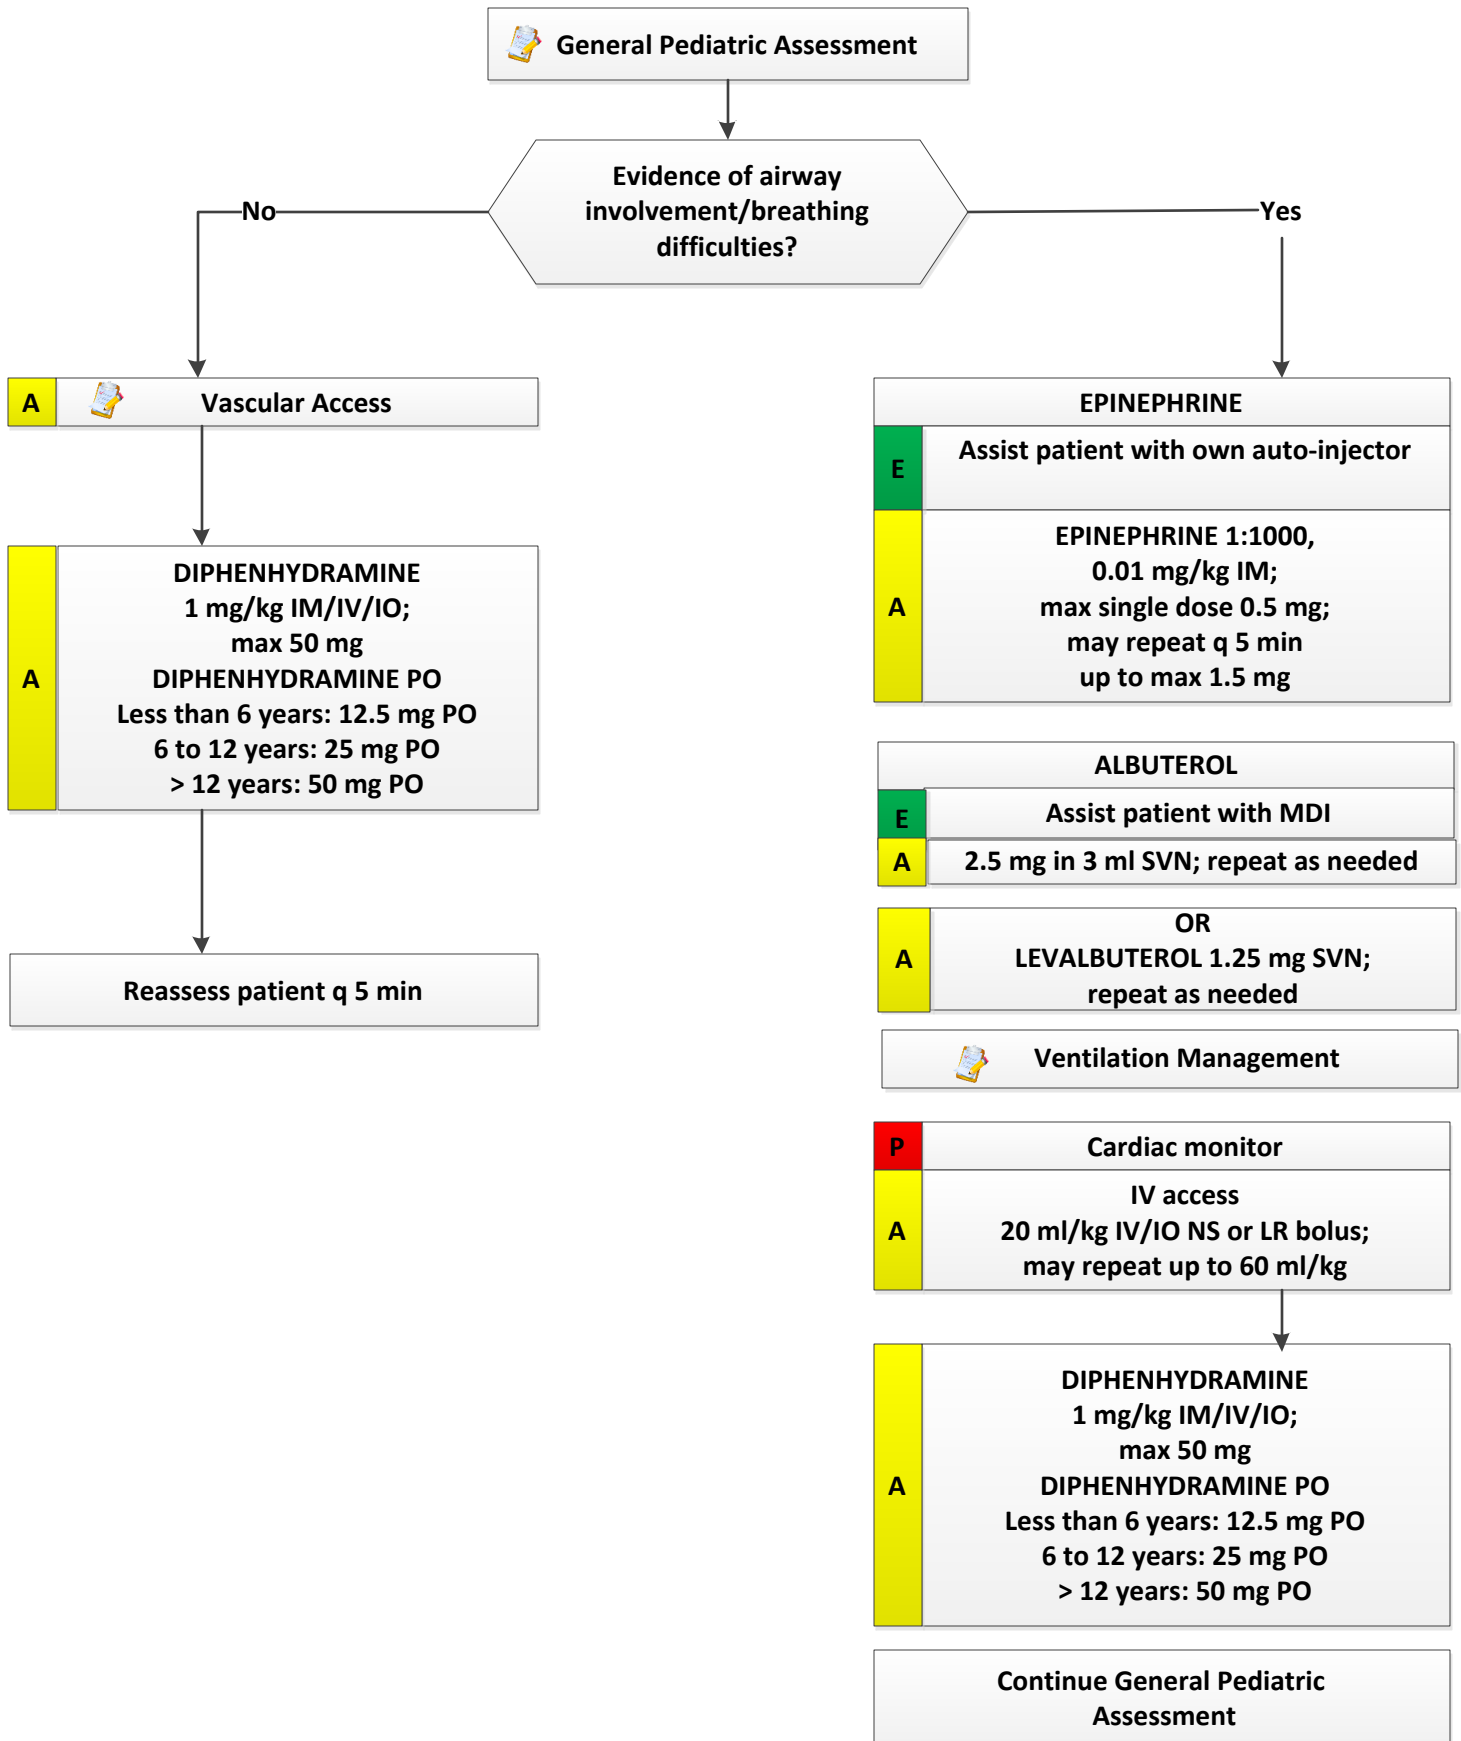 General Pediatric Assessment
Evidence of airway
involvement/breathing
difficulties?
No
Yes
A
Vascular Access
A
DIPHENHYDRAMINE
1 mg/kg IM/IV/IO;
max 50 mg
DIPHENHYDRAMINE PO
Less than 6 years: 12.5 mg PO
6 to 12 years: 25 mg PO
> 12 years: 50 mg PO
Reassess patient q 5 min
EPINEPHRINE
E
Assist patient with own auto-injector
A
EPINEPHRINE 1:1000,
0.01 mg/kg IM;
max single dose 0.5 mg;
may repeat q 5 min
up to max 1.5 mg
ALBUTEROL
E
Assist patient with MDI
A
2.5 mg in 3 ml SVN; repeat as needed
A
OR
LEVALBUTEROL 1.25 mg SVN;
repeat as needed
Ventilation Management
P
Cardiac monitor
A
IV access
20 ml/kg IV/IO NS or LR bolus;
may repeat up to 60 ml/kg
A
DIPHENHYDRAMINE
1 mg/kg IM/IV/IO;
max 50 mg
DIPHENHYDRAMINE PO
Less than 6 years: 12.5 mg PO
6 to 12 years: 25 mg PO
> 12 years: 50 mg PO
Continue General Pediatric
Assessment